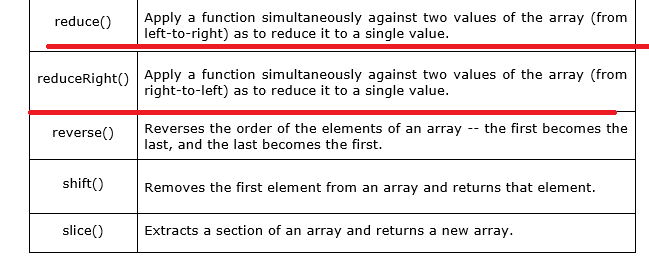 reduce()
Apply a function simultaneously against two values of the array (from
left-to-right) as to reduce it to a single value.
reduceRight()
Apply a function simultaneously against two values of the array (from
right-to-left) as to reduce it to a single value.
reverse()
Reverses the order of the elements of an array -- the first becomes the
last, and the last becomes the first.
shift()
Removes the first element from an array and returns that element.
slice()
Extracts a section of an array and returns a new array.